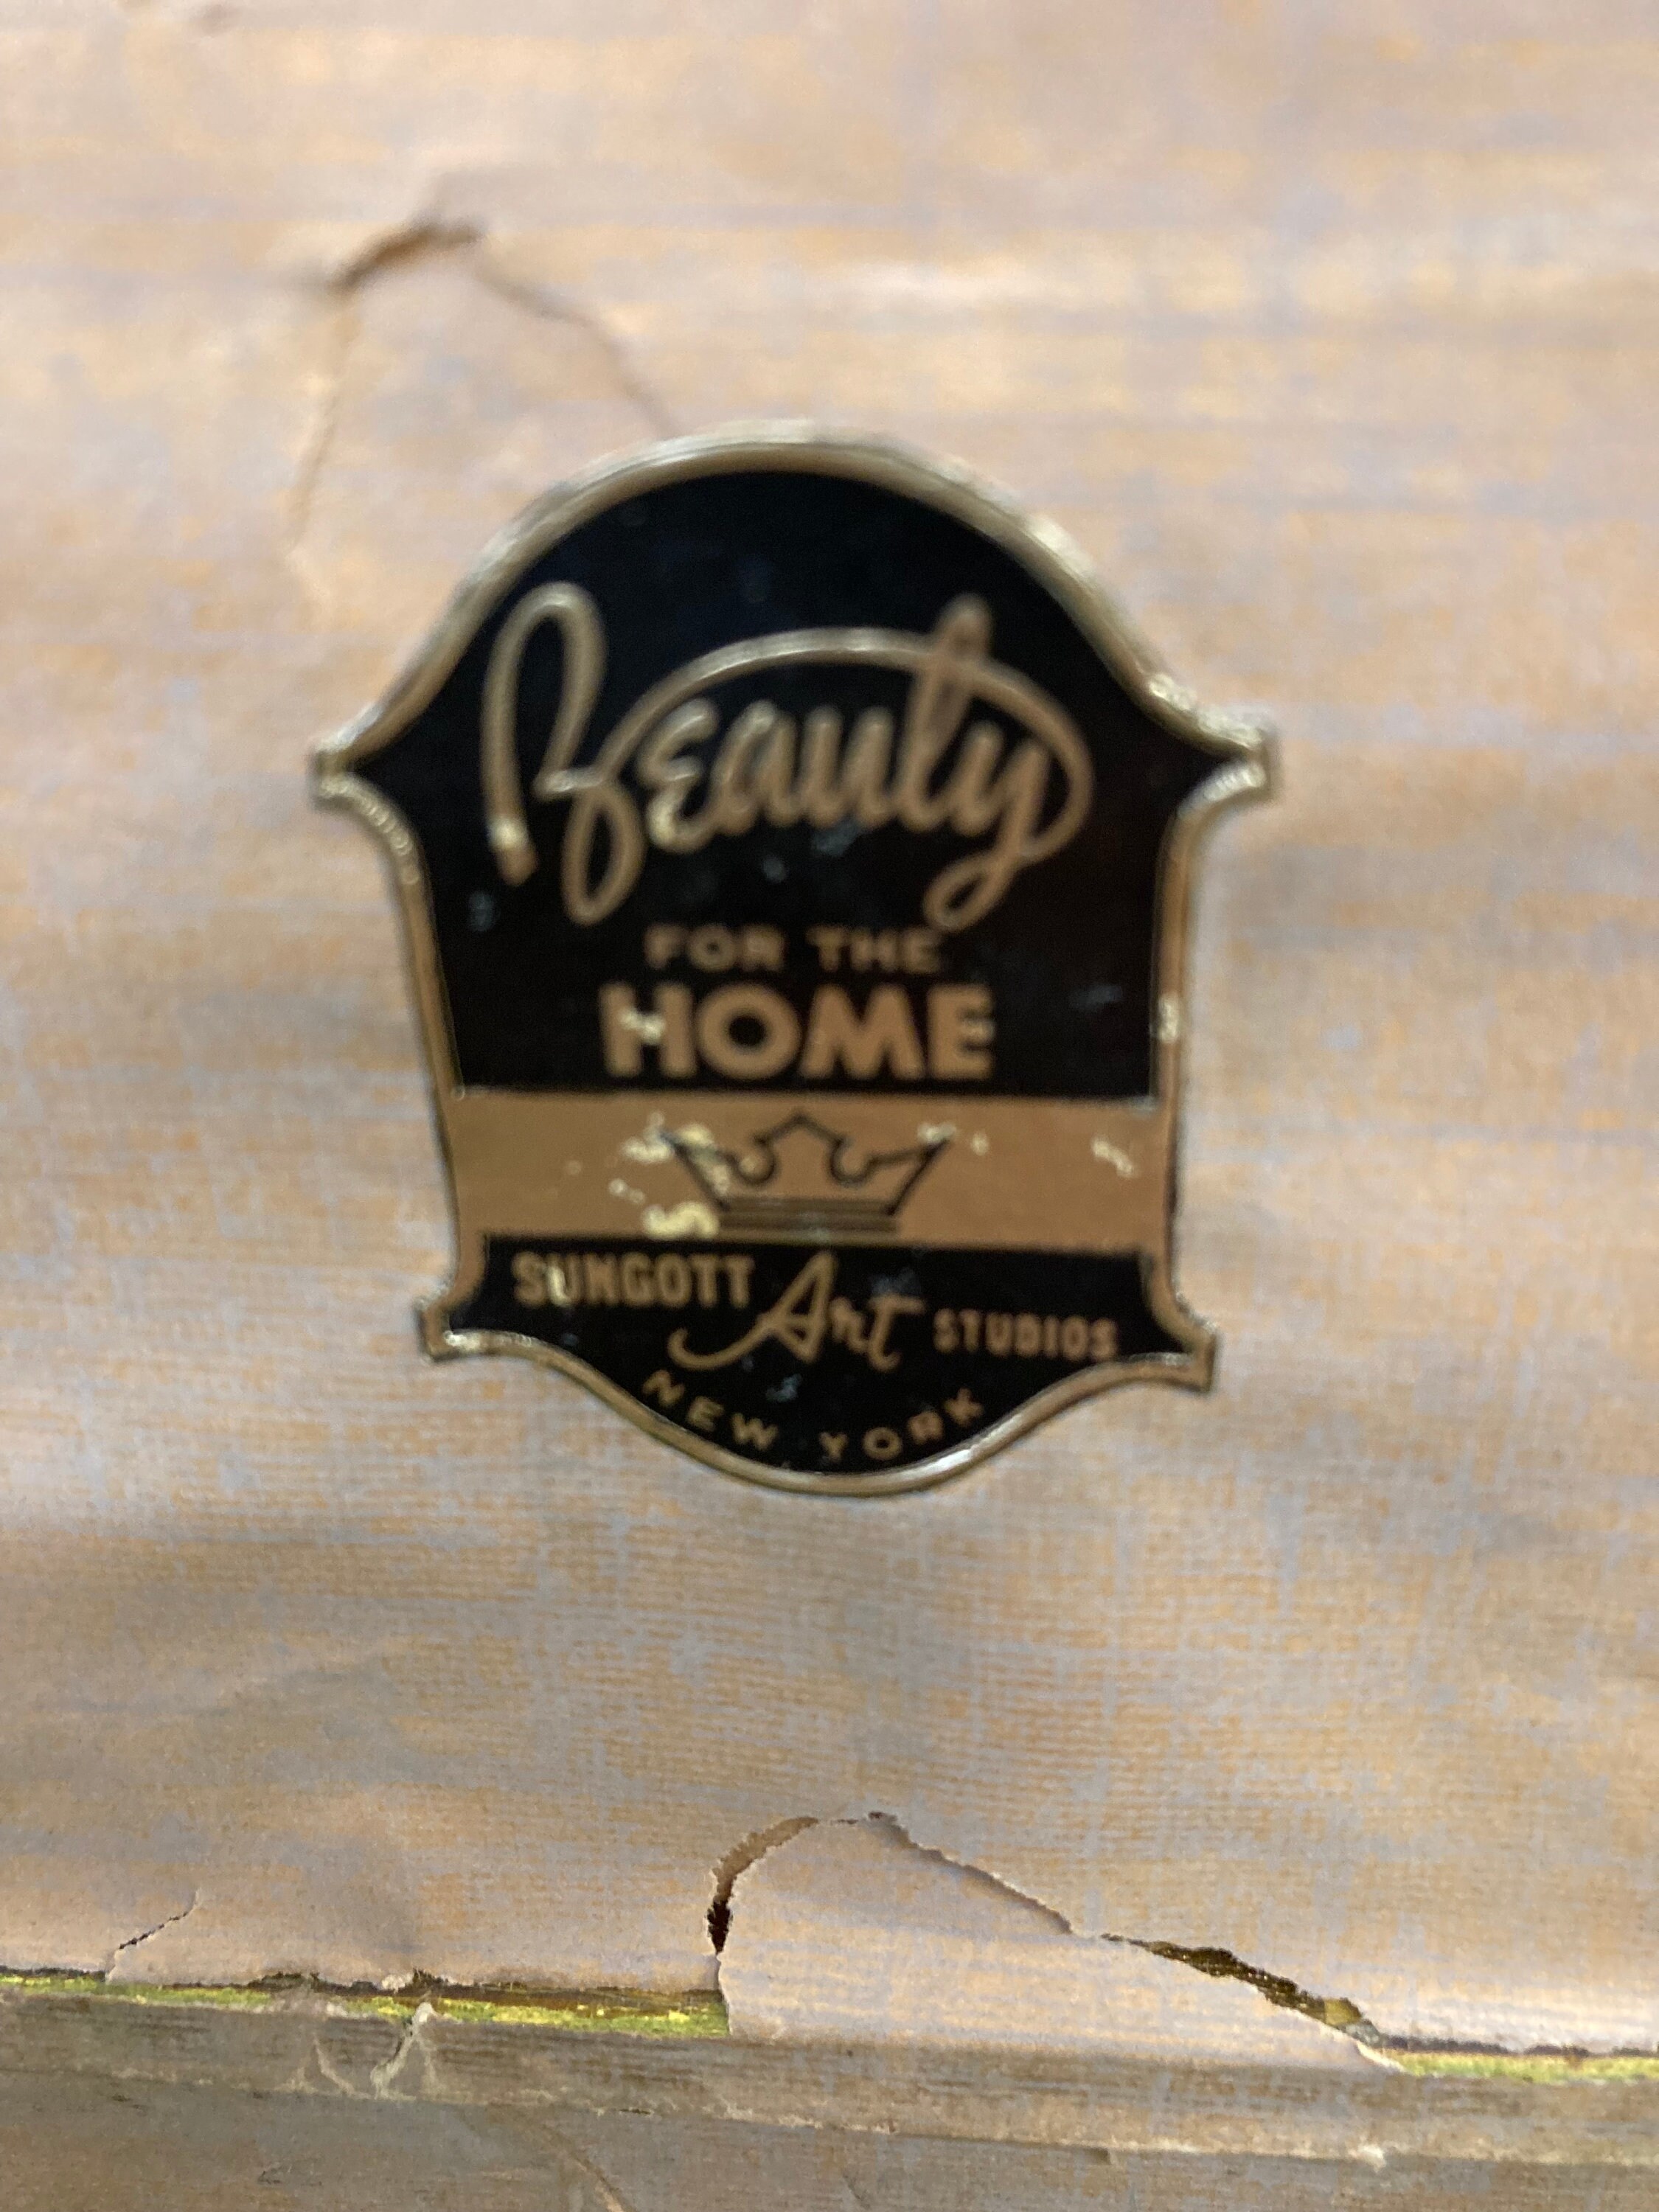 Beauty
FOR THE
HOME
SUNGOTT Art STUDIOS
NEW YORK